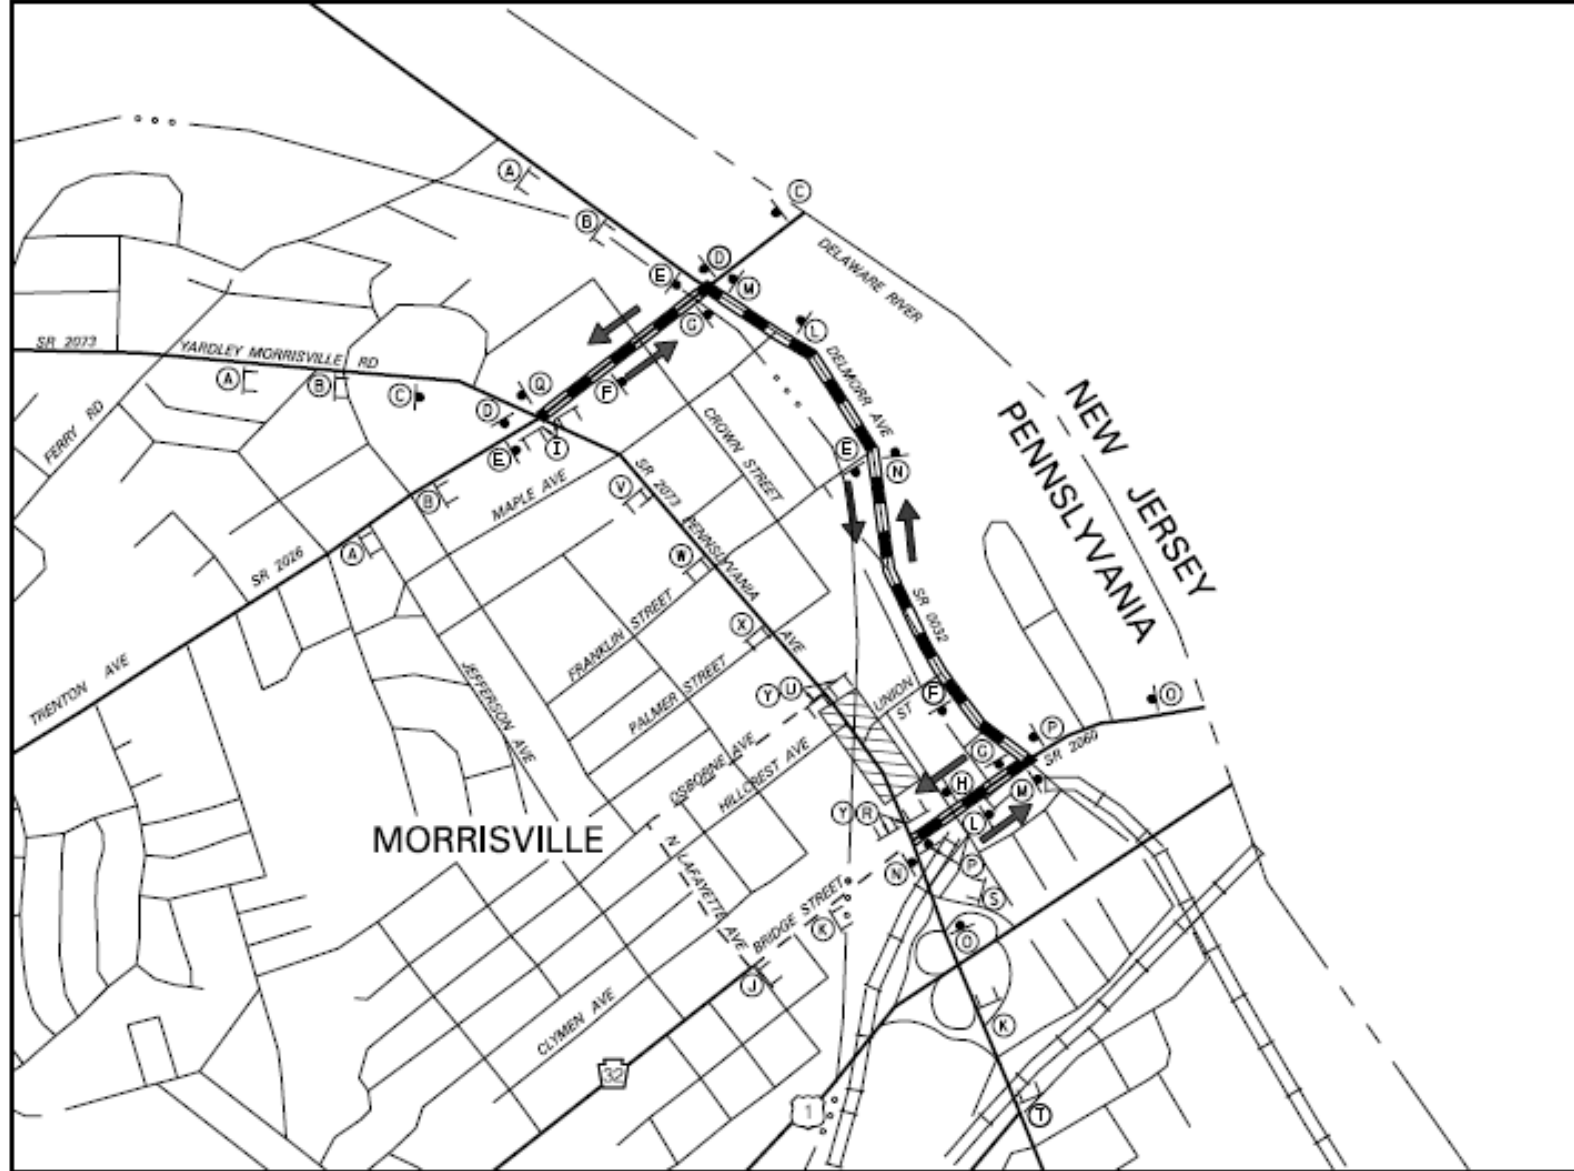 A
C
B
D
E
M
DELAWARE RIVER
G
L
SR 2073
YARDLEY MORRISVILLE RD
A
B
C
Q
F
DELMORR AVE
D
NEW JERSEY
PENNSLYVANIA
FERRY RD
CROWN STREET
E
I
E
N
B
MAPLE AVE
V
SR 2073
PENNSLYVANIA AVE
A
SR 2026
W
SR 0032
FRANKLIN STREET
X
TRENTON AVE
JEFFERSON AVE
PALMER STREET
Y
U
UNION ST
F
O
P
OSBORNE AVE
G
SR 2060
HILLCREST AVE
H
M
Y
R
L
MORRISVILLE
N LAFAYETTE AVE
N
P
BRIDGE STREET
S
K
O
J
K
CLYMEN AVE
32
1
T